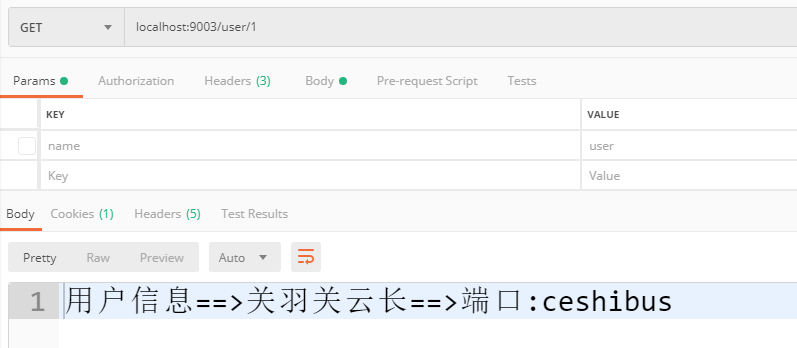 GET localhost:9003/user/1
Params Authorization Headers (3) Body Pre-request Script Tests
KEY VALUE
name user
Key Value
Body Cookies (1) Headers (5) Test Results
Pretty Raw Preview Auto
1 用户信息==>关羽关云长==>端口:ceshibus